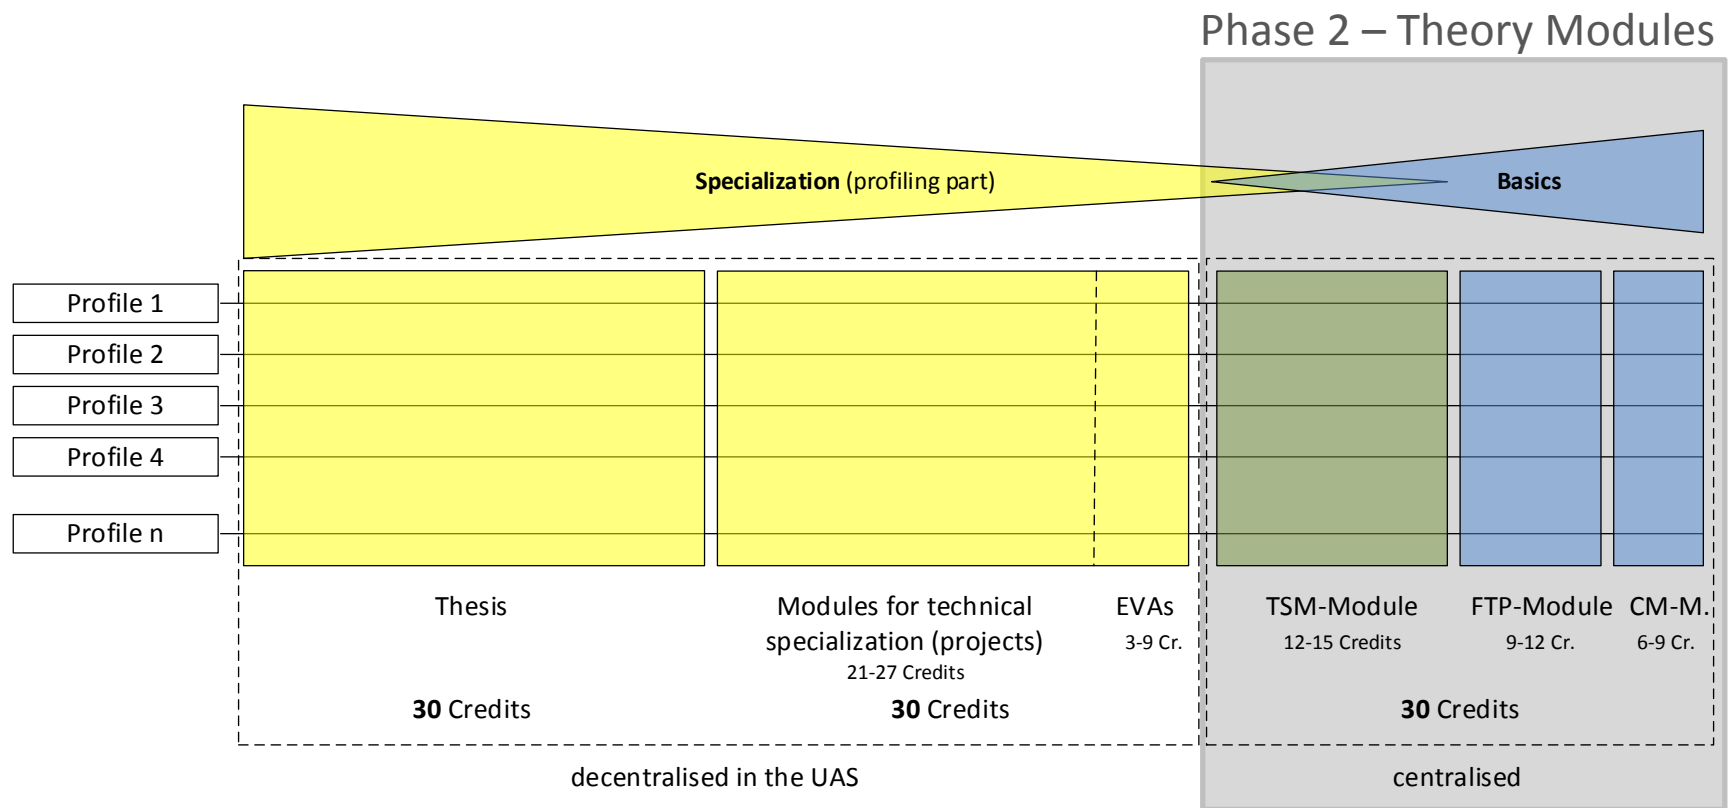 Phase 2 – Theory Modules
Specialization (profiling part)
Basics
Profile 1
Profile 2
Profile 3
Profile 4
Profile n
Thesis
Modules for technical
specialization (projects)
21-27 Credits
EVAs
3-9 Cr.
TSM-Module
12-15 Credits
FTP-Module
9-12 Cr.
CM-M.
6-9 Cr.
30 Credits
30 Credits
30 Credits
decentralised in the UAS
centralised